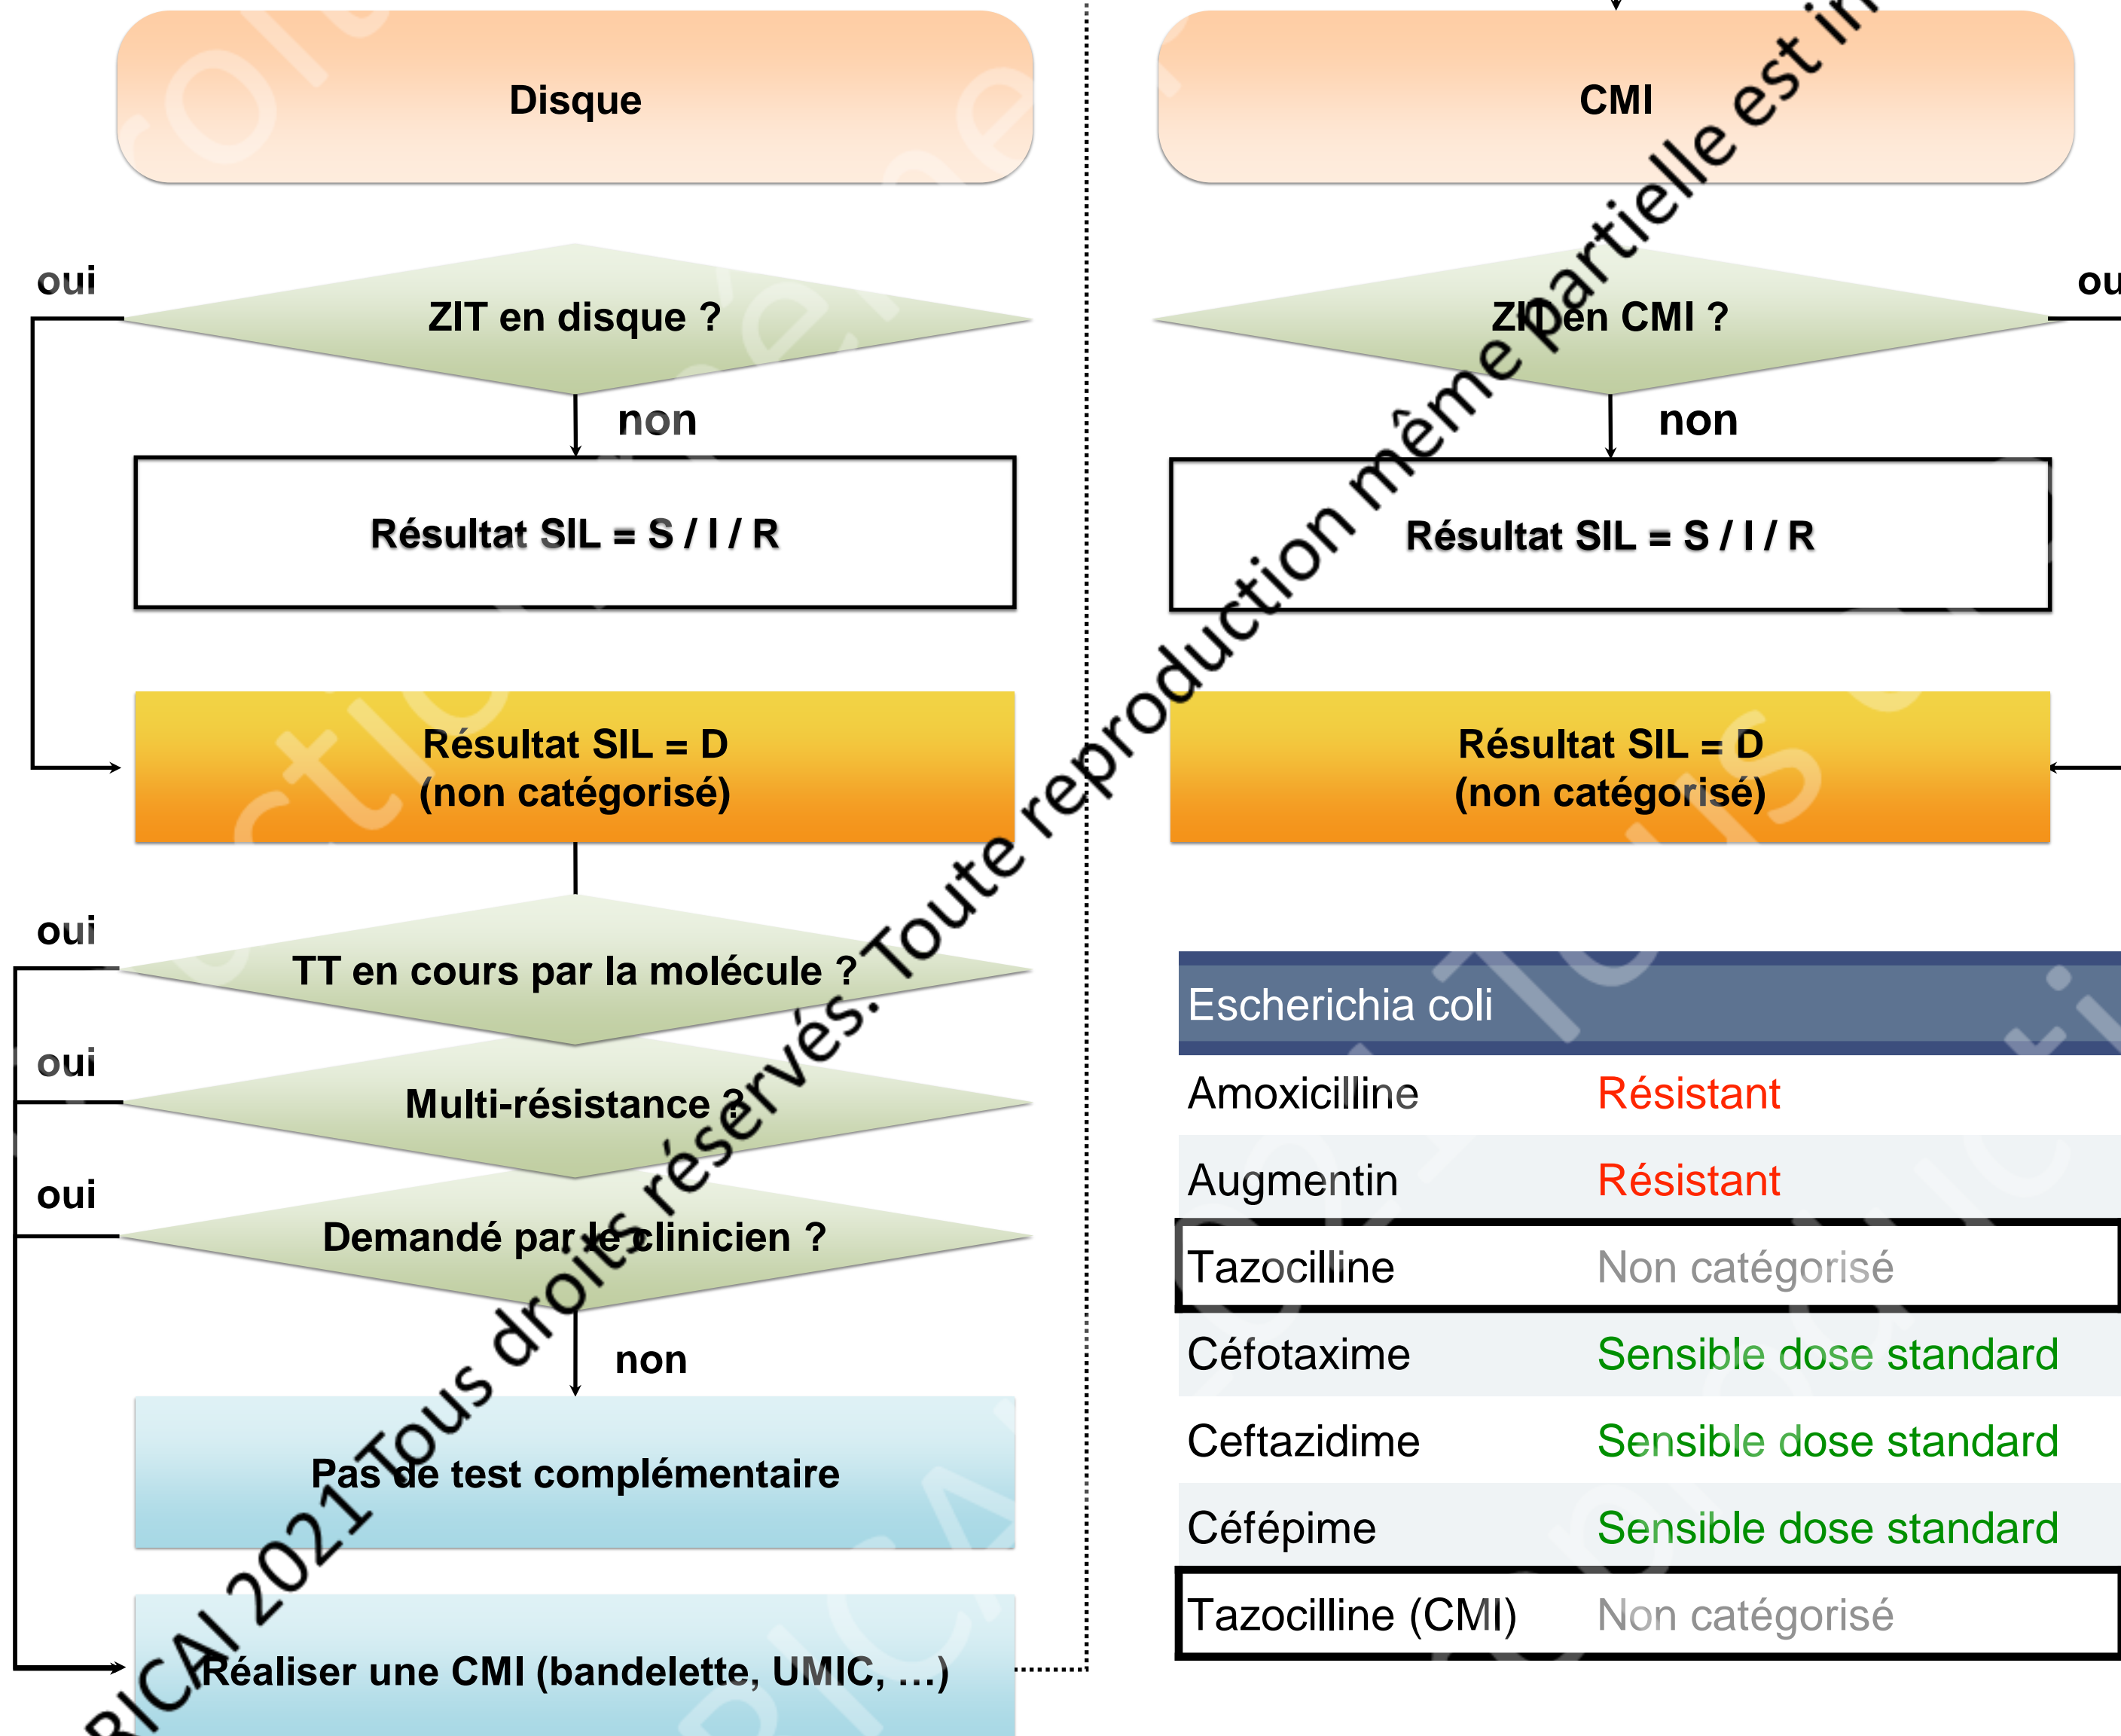 Disque
oui
ZIT en disque ?
non
Résultat SIL = S / I / R
Résultat SIL = D
(non catégorisé)
oui
TT en cours par la molécule ?
oui
Multi-résistance ?
oui
Demandé par le clinicien ?
non
Pas de test complémentaire
Réaliser une CMI (bandelette, UMIC, …)
CMI
ZIT en CMI ?
non
Résultat SIL = S / I / R
Résultat SIL = D
(non catégorisé)
Escherichia coli
Amoxicilline Résistant
Augmentin Résistant
Tazocilline Non catégorisé
Céfotaxime Sensible dose standard
Ceftazidime Sensible dose standard
Céfépime Sensible dose standard
Tazocilline (CMI) Non catégorisé
RICAI 2021 Tous droits réservés. Toute reproduction même partielle est